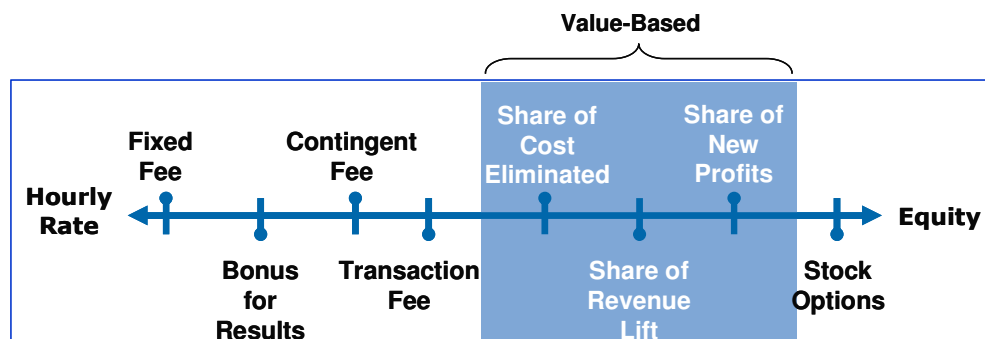 Value-Based
Hourly
Rate
Fixed
Fee
Bonus
for
Results
Contingent
Fee
Transaction
Fee
Share of
Cost
Eliminated
Share of
Revenue
Lift
Share of
New
Profits
Stock
Options
Equity